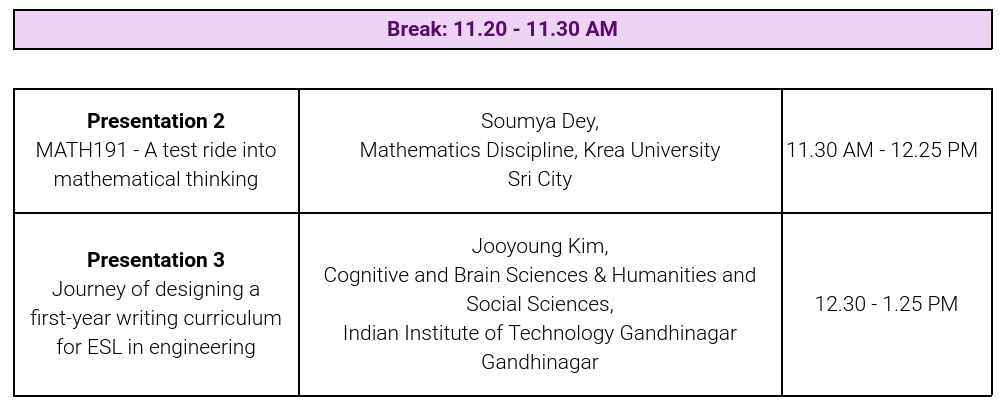 Break: 11.20 - 11.30 AM
Presentation 2
MATH191 - A test ride into
mathematical thinking
Soumya Dey,
Mathematics Discipline, Krea University
Sri City
11.30 AM - 12.25 PM
Presentation 3
Journey of designing a
first-year writing curriculum
for ESL in engineering
Jooyoung Kim,
Cognitive and Brain Sciences & Humanities and
Social Sciences,
Indian Institute of Technology Gandhinagar
Gandhinagar
12.30 - 1.25 PM